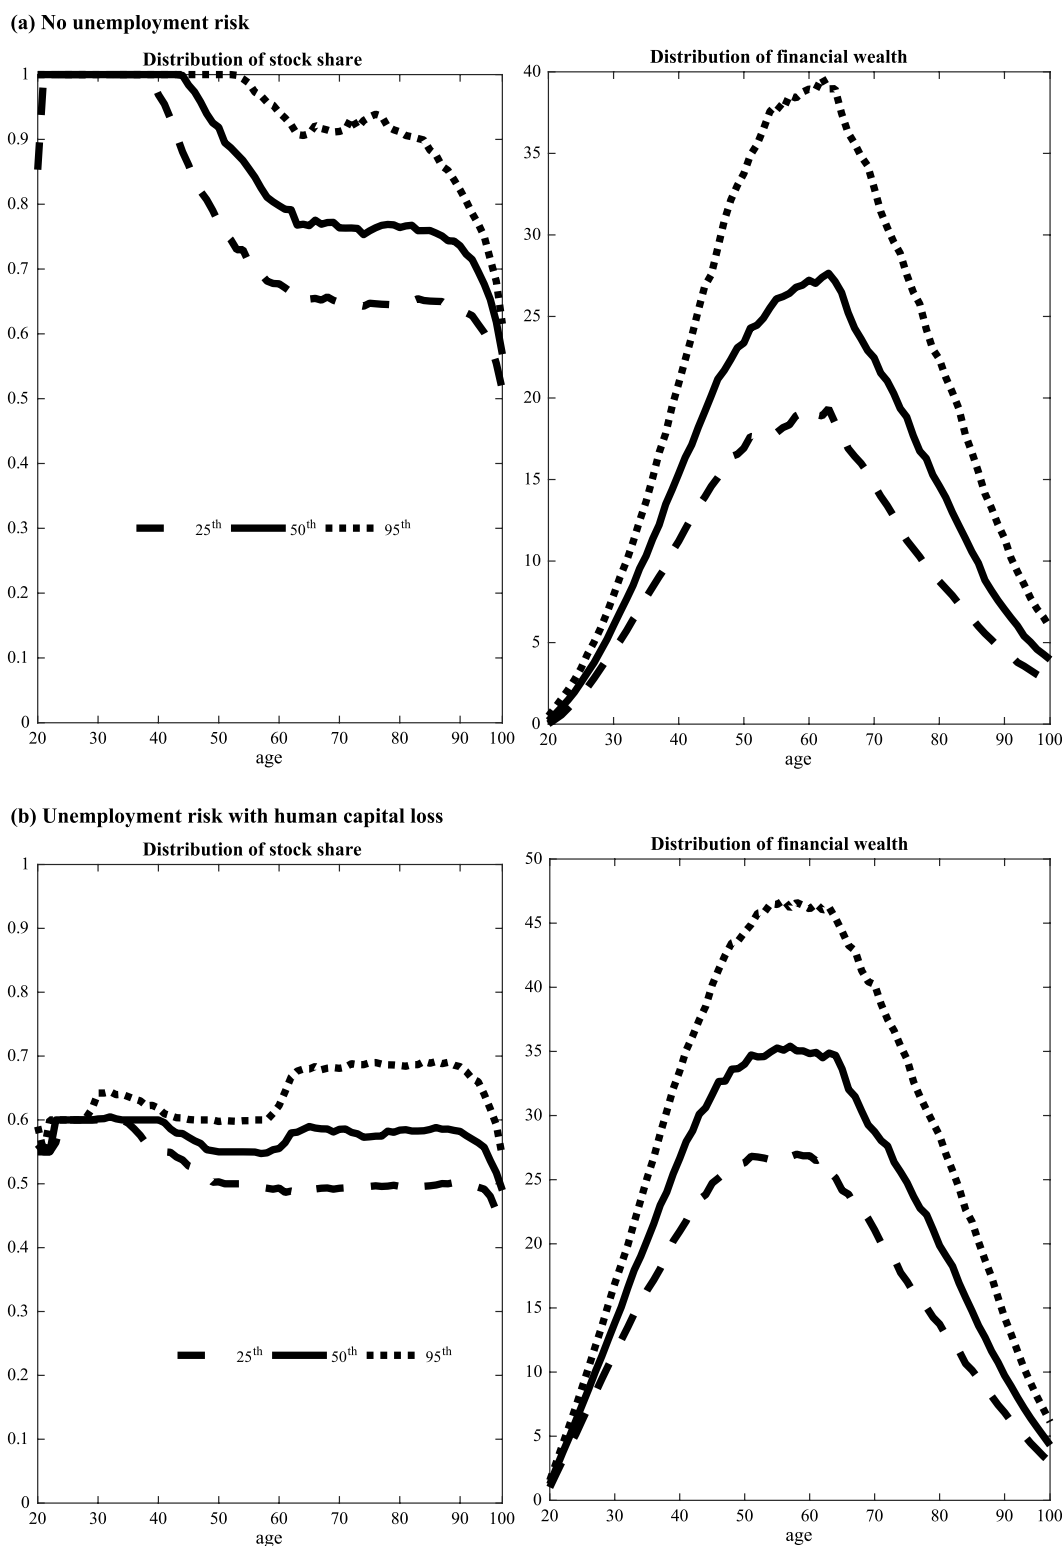 (a) No unemployment risk
Distribution of stock share
1
0.9
0.8
0.7
0.6
0.5
0.4
0.3
0.2
0.1
0
25th 50th 95th
20 30 40 50 60 70 80 90 100
age
Distribution of financial wealth
40
35
30
25
20
15
10
5
0
20 30 40 50 60 70 80 90 100
age
(b) Unemployment risk with human capital loss
Distribution of stock share
1
0.9
0.8
0.7
0.6
0.5
0.4
0.3
0.2
0.1
0
25th 50th 95th
20 30 40 50 60 70 80 90 100
age
Distribution of financial wealth
50
45
40
35
30
25
20
15
10
5
0
20 30 40 50 60 70 80 90 100
age